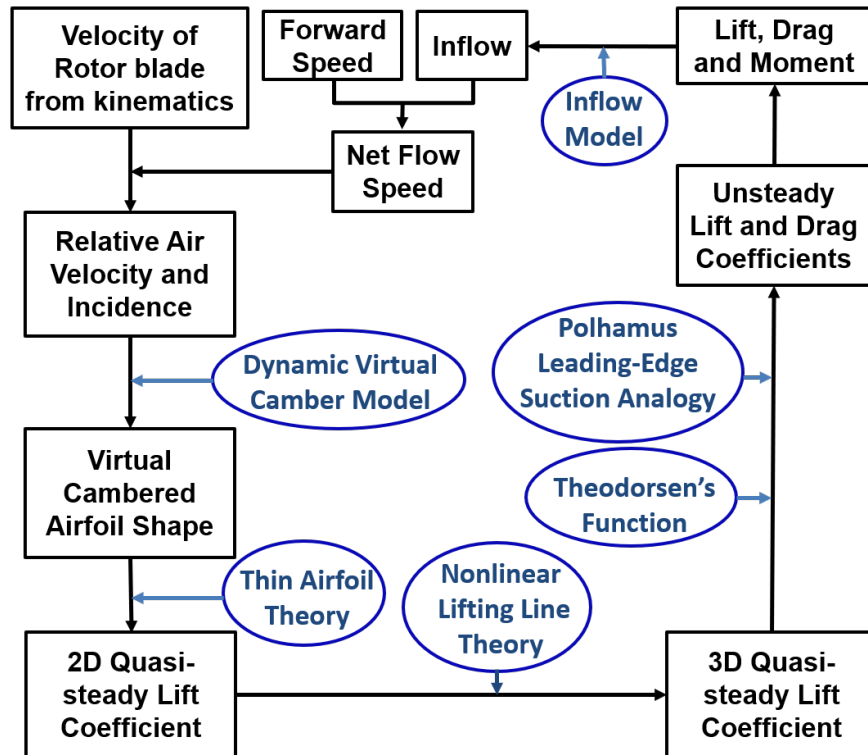 Velocity of
Rotor blade
from kinematics
Forward
Speed
Inflow
Lift, Drag
and Moment
Inflow
Model
Net Flow
Speed
Unsteady
Lift and Drag
Coefficients
Relative Air
Velocity and
Incidence
Dynamic Virtual
Camber Model
Polhamus
Leading-Edge
Suction Analogy
Virtual
Cambered
Airfoil Shape
Theodorsen's
Function
Thin Airfoil
Theory
Nonlinear
Lifting Line
Theory
2D Quasi-
steady Lift
Coefficient
3D Quasi-
steady Lift
Coefficient